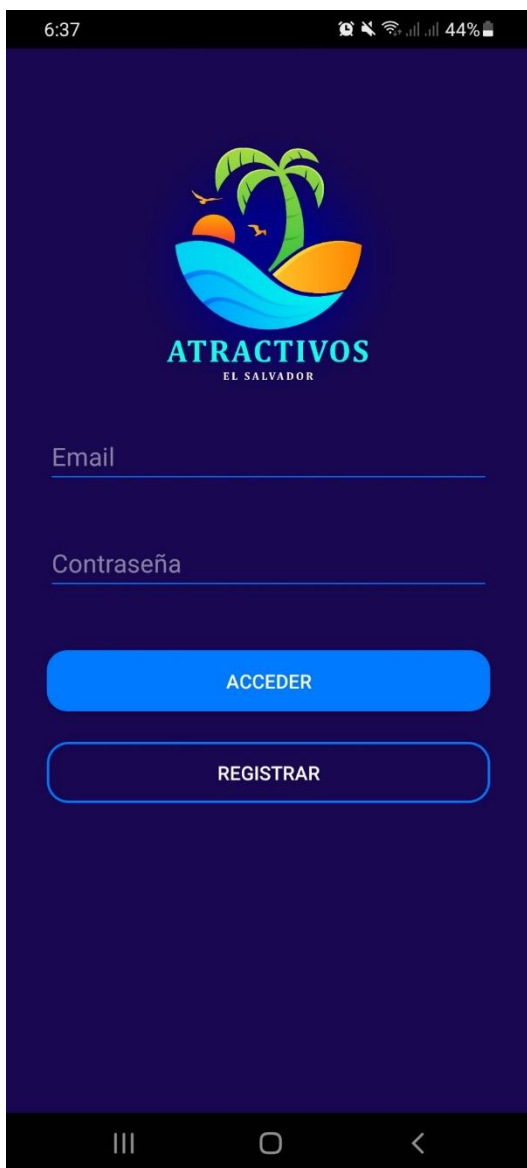 6:37 44%
ATRACTIVOS
EL SALVADOR
Email
Contraseña
ACCEDER
REGISTRAR